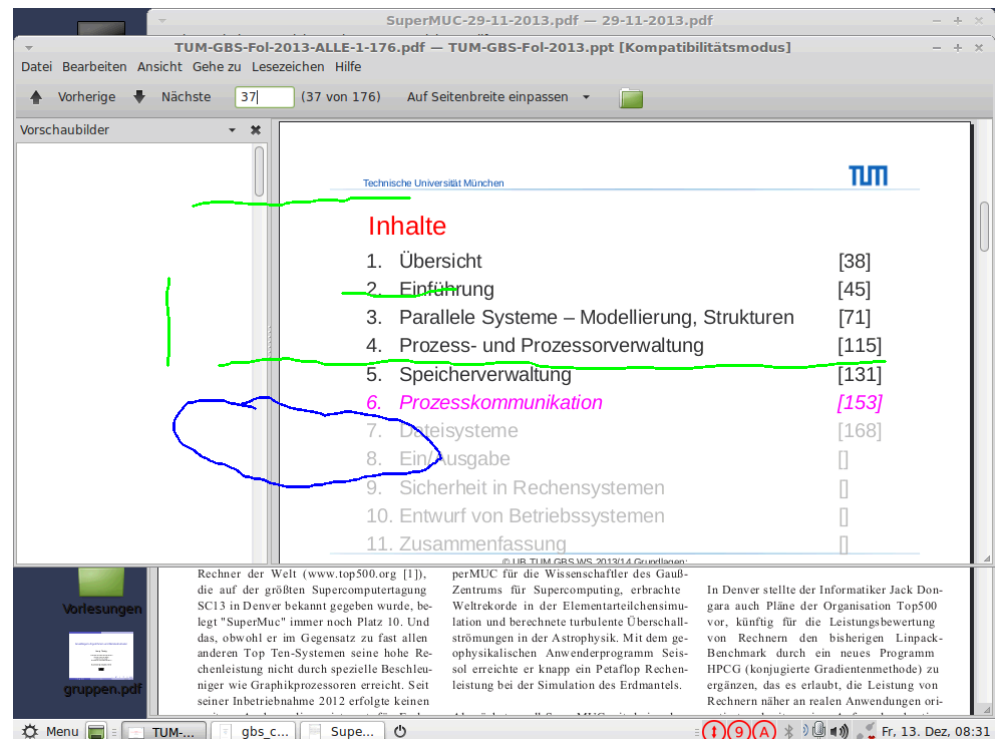 SuperMUC-29-11-2013.pdf — 29-11-2013.pdf
TUM-GBS-Fol-2013-ALLE-1-176.pdf — TUM-GBS-Fol-2013.ppt [Kompatibilitätsmodus]
Datei Bearbeiten Ansicht Gehe zu Lesezeichen Hilfe
Vorherige Nächste 37 (37 von 176) Auf Seitenbreite einpassen
Vorschaubilder
Technische Universität München
TUM
Inhalte
1. Übersicht [38]
2. Einführung [45]
3. Parallele Systeme – Modellierung, Strukturen [71]
4. Prozess- und Prozessorverwaltung [115]
5. Speicherverwaltung [131]
6. Prozesskommunikation [153]
7. Dateisysteme [168]
8. Ein/Ausgabe []
9. Sicherheit in Rechensystemen []
10. Entwurf von Betriebssystemen []
11. Zusammenfassung []
© UB TUM GBS WS 2013/14 Grundlagen:
Vorlesungen
gruppen.pdf
Rechner der Welt (www.top500.org [1]),
die auf der größten Supercomputertagung
SC13 in Denver bekannt gegeben wurde, be-
legt "SuperMuc" immer noch Platz 10. Und
das, obwohl er im Gegensatz zu fast allen
anderen Top Ten-Systemen seine hohe Re-
chenleistung nicht durch spezielle Beschleu-
niger wie Graphikprozessoren erreicht. Seit
seiner Inbetriebnahme 2012 erfolgte keinen
perMUC für die Wissenschaftler des Gauß-
Zentrums für Supercomputing, erbrachte
Weltrekorde in der Elementarteilchensimu-
lation und berechnete turbulente Überschall-
strömungen in der Astrophysik. Mit dem ge-
ophysikalischen Anwenderprogramm Seis-
sol erreichte er knapp ein Petaflop Rechen-
leistung bei der Simulation des Erdmantels.
In Denver stellte der Informatiker Jack Don-
gara auch Pläne der Organisation Top500
vor, künftig für die Leistungsbewertung
von Rechnern den bisherigen Linpack-
Benchmark durch ein neues Programm
HPCG (konjugierte Gradientenmethode) zu
ergänzen, das es erlaubt, die Leistung von
Rechnern näher an realen Anwendungen ori-
Menu TUM-... gbs_c... Supe... 9 A Fr, 13. Dez, 08:31